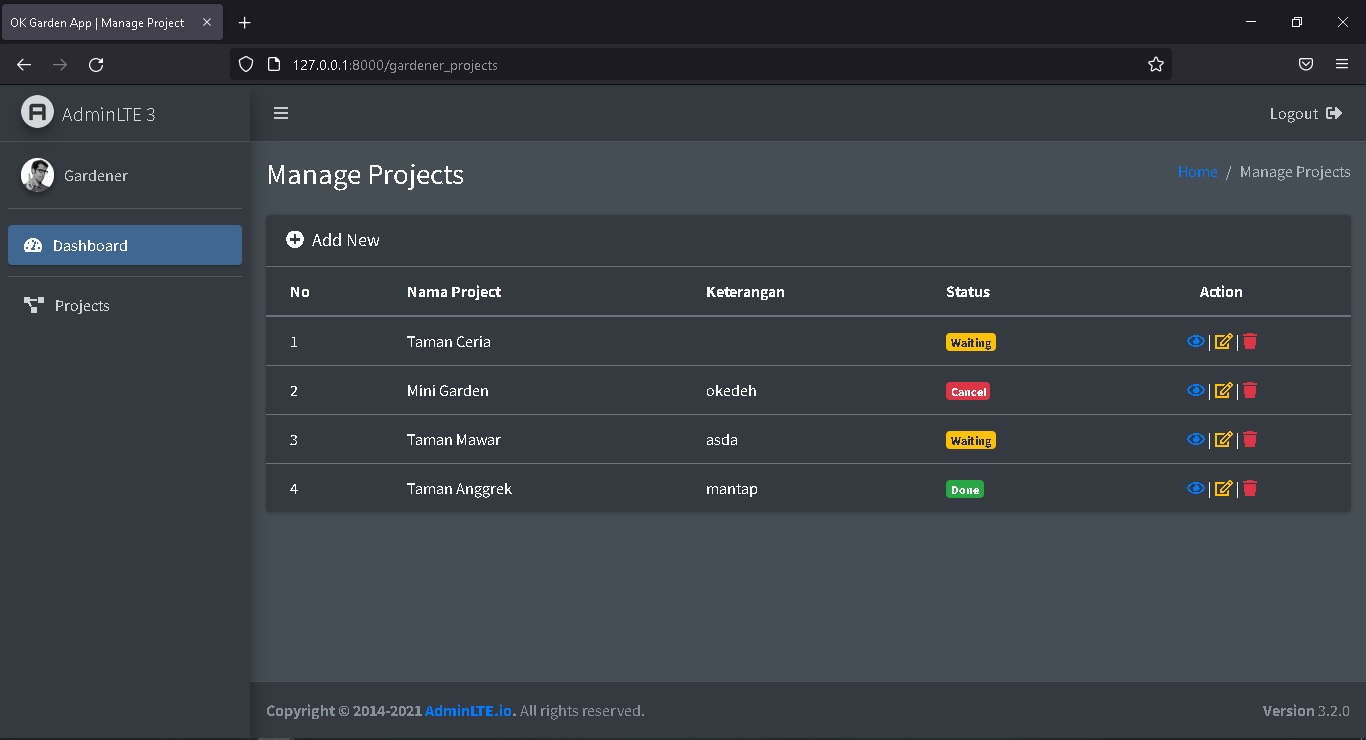 OK Garden App | Manage Project
127.0.0.1:8000/gardener_projects
AdminLTE 3
Logout
Gardener
Manage Projects
Home / Manage Projects
Dashboard
Add New
Projects
No Nama Project Keterangan Status Action
1 Taman Ceria Waiting | |
2 Mini Garden okedeh Cancel | |
3 Taman Mawar asda Waiting | |
4 Taman Anggrek mantap Done | |
Copyright © 2014-2021 AdminLTE.io. All rights reserved.
Version 3.2.0